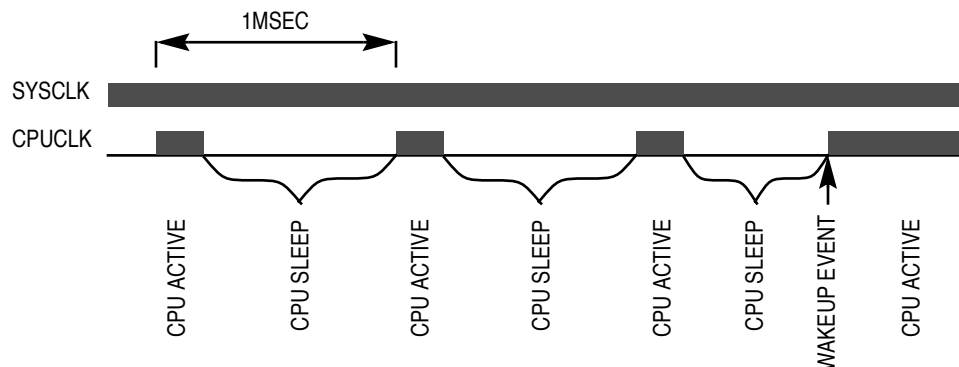 1MSEC
SYSCLK
CPUCLK
CPU ACTIVE
CPU SLEEP
CPU ACTIVE
CPU SLEEP
CPU ACTIVE
CPU SLEEP
WAKEUP EVENT
CPU ACTIVE